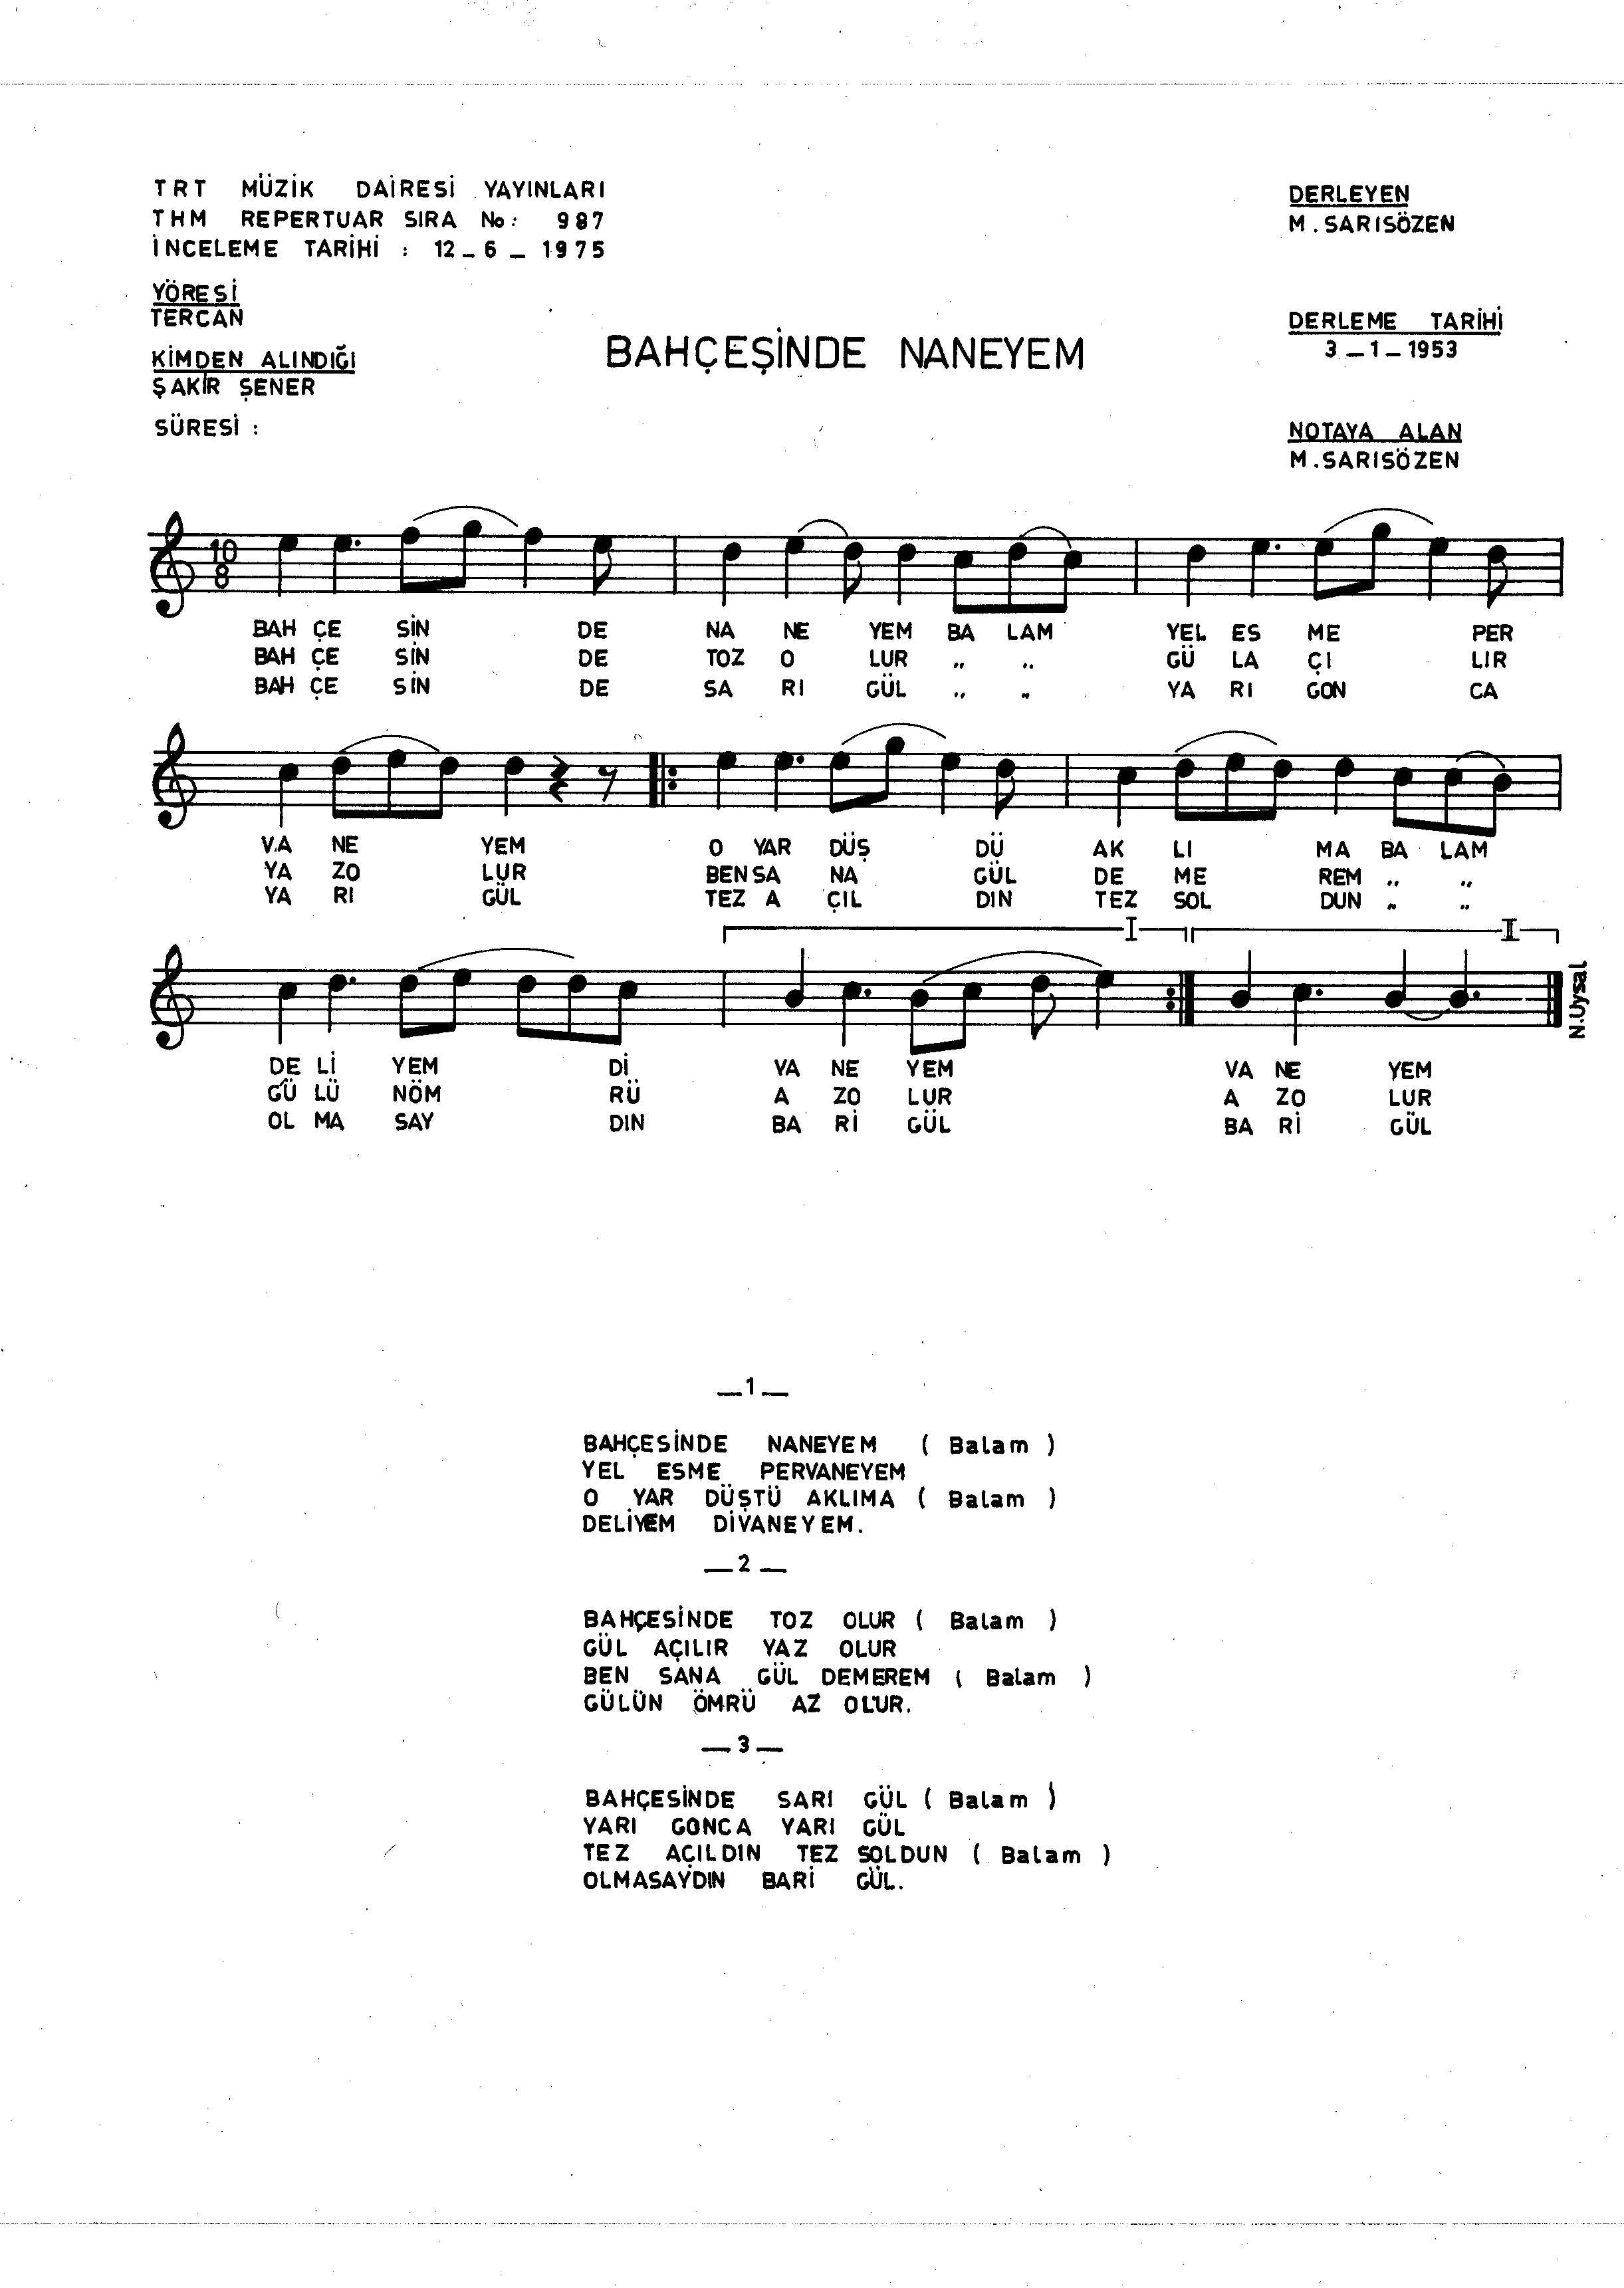 TRT MÜZİK DAİRESİ YAYINLARI
THM REPERTUAR SIRA No: 987
İNCELEME TARİHİ : 12_6_1975
DERLEYEN
M.SARISÖZEN
YÖRESİ
TERCAN
DERLEME TARİHİ
3_1_1953
KİMDEN ALINDIĞI
ŞAKİR ŞENER
BAHÇEŞİNDE NANEYEM
SÜRESİ :
NOTAYA ALAN
M.SARISÖZEN
10
8
BAH ÇE SİN DE NA NE YEM BA LAM YEL ES ME PER
BAH ÇE SİN DE TOZ O LUR „ „ GÜ LA ÇI LIR
BAH ÇE SİN DE SA RI GÜL „ „ YA RI GON CA
VA NE YEM O YAR DÜŞ DÜ AK LI MA BA LAM
YA ZO LUR BEN SA NA GÜL DE ME REM „ „
YA RI GÜL TEZ A ÇIL DIN TEZ SOL DUN „ „
I II
N.Uysal
DE Lİ YEM Dİ VA NE YEM VA NE YEM
GÜ LÜ NÖM RÜ A ZO LUR A ZO LUR
OL MA SAY DIN BA Rİ GÜL BA Rİ GÜL
_1_
BAHÇESİNDE NANEYEM ( Balam )
YEL ESME PERVANEYEM
O YAR DÜŞTÜ AKLIMA ( Balam )
DELİYEM DİVANEYEM.
_2_
BAHÇESİNDE TOZ OLUR ( Balam )
GÜL AÇILIR YAZ OLUR
BEN SANA GÜL DEMEREM ( Balam )
GÜLÜN ÖMRÜ AZ OLUR.
_3_
BAHÇESİNDE SARI GÜL ( Balam )
YARI GONCA YARI GÜL
TEZ AÇILDIN TEZ SOLDUN ( Balam )
OLMASAYDIN BARİ GÜL.